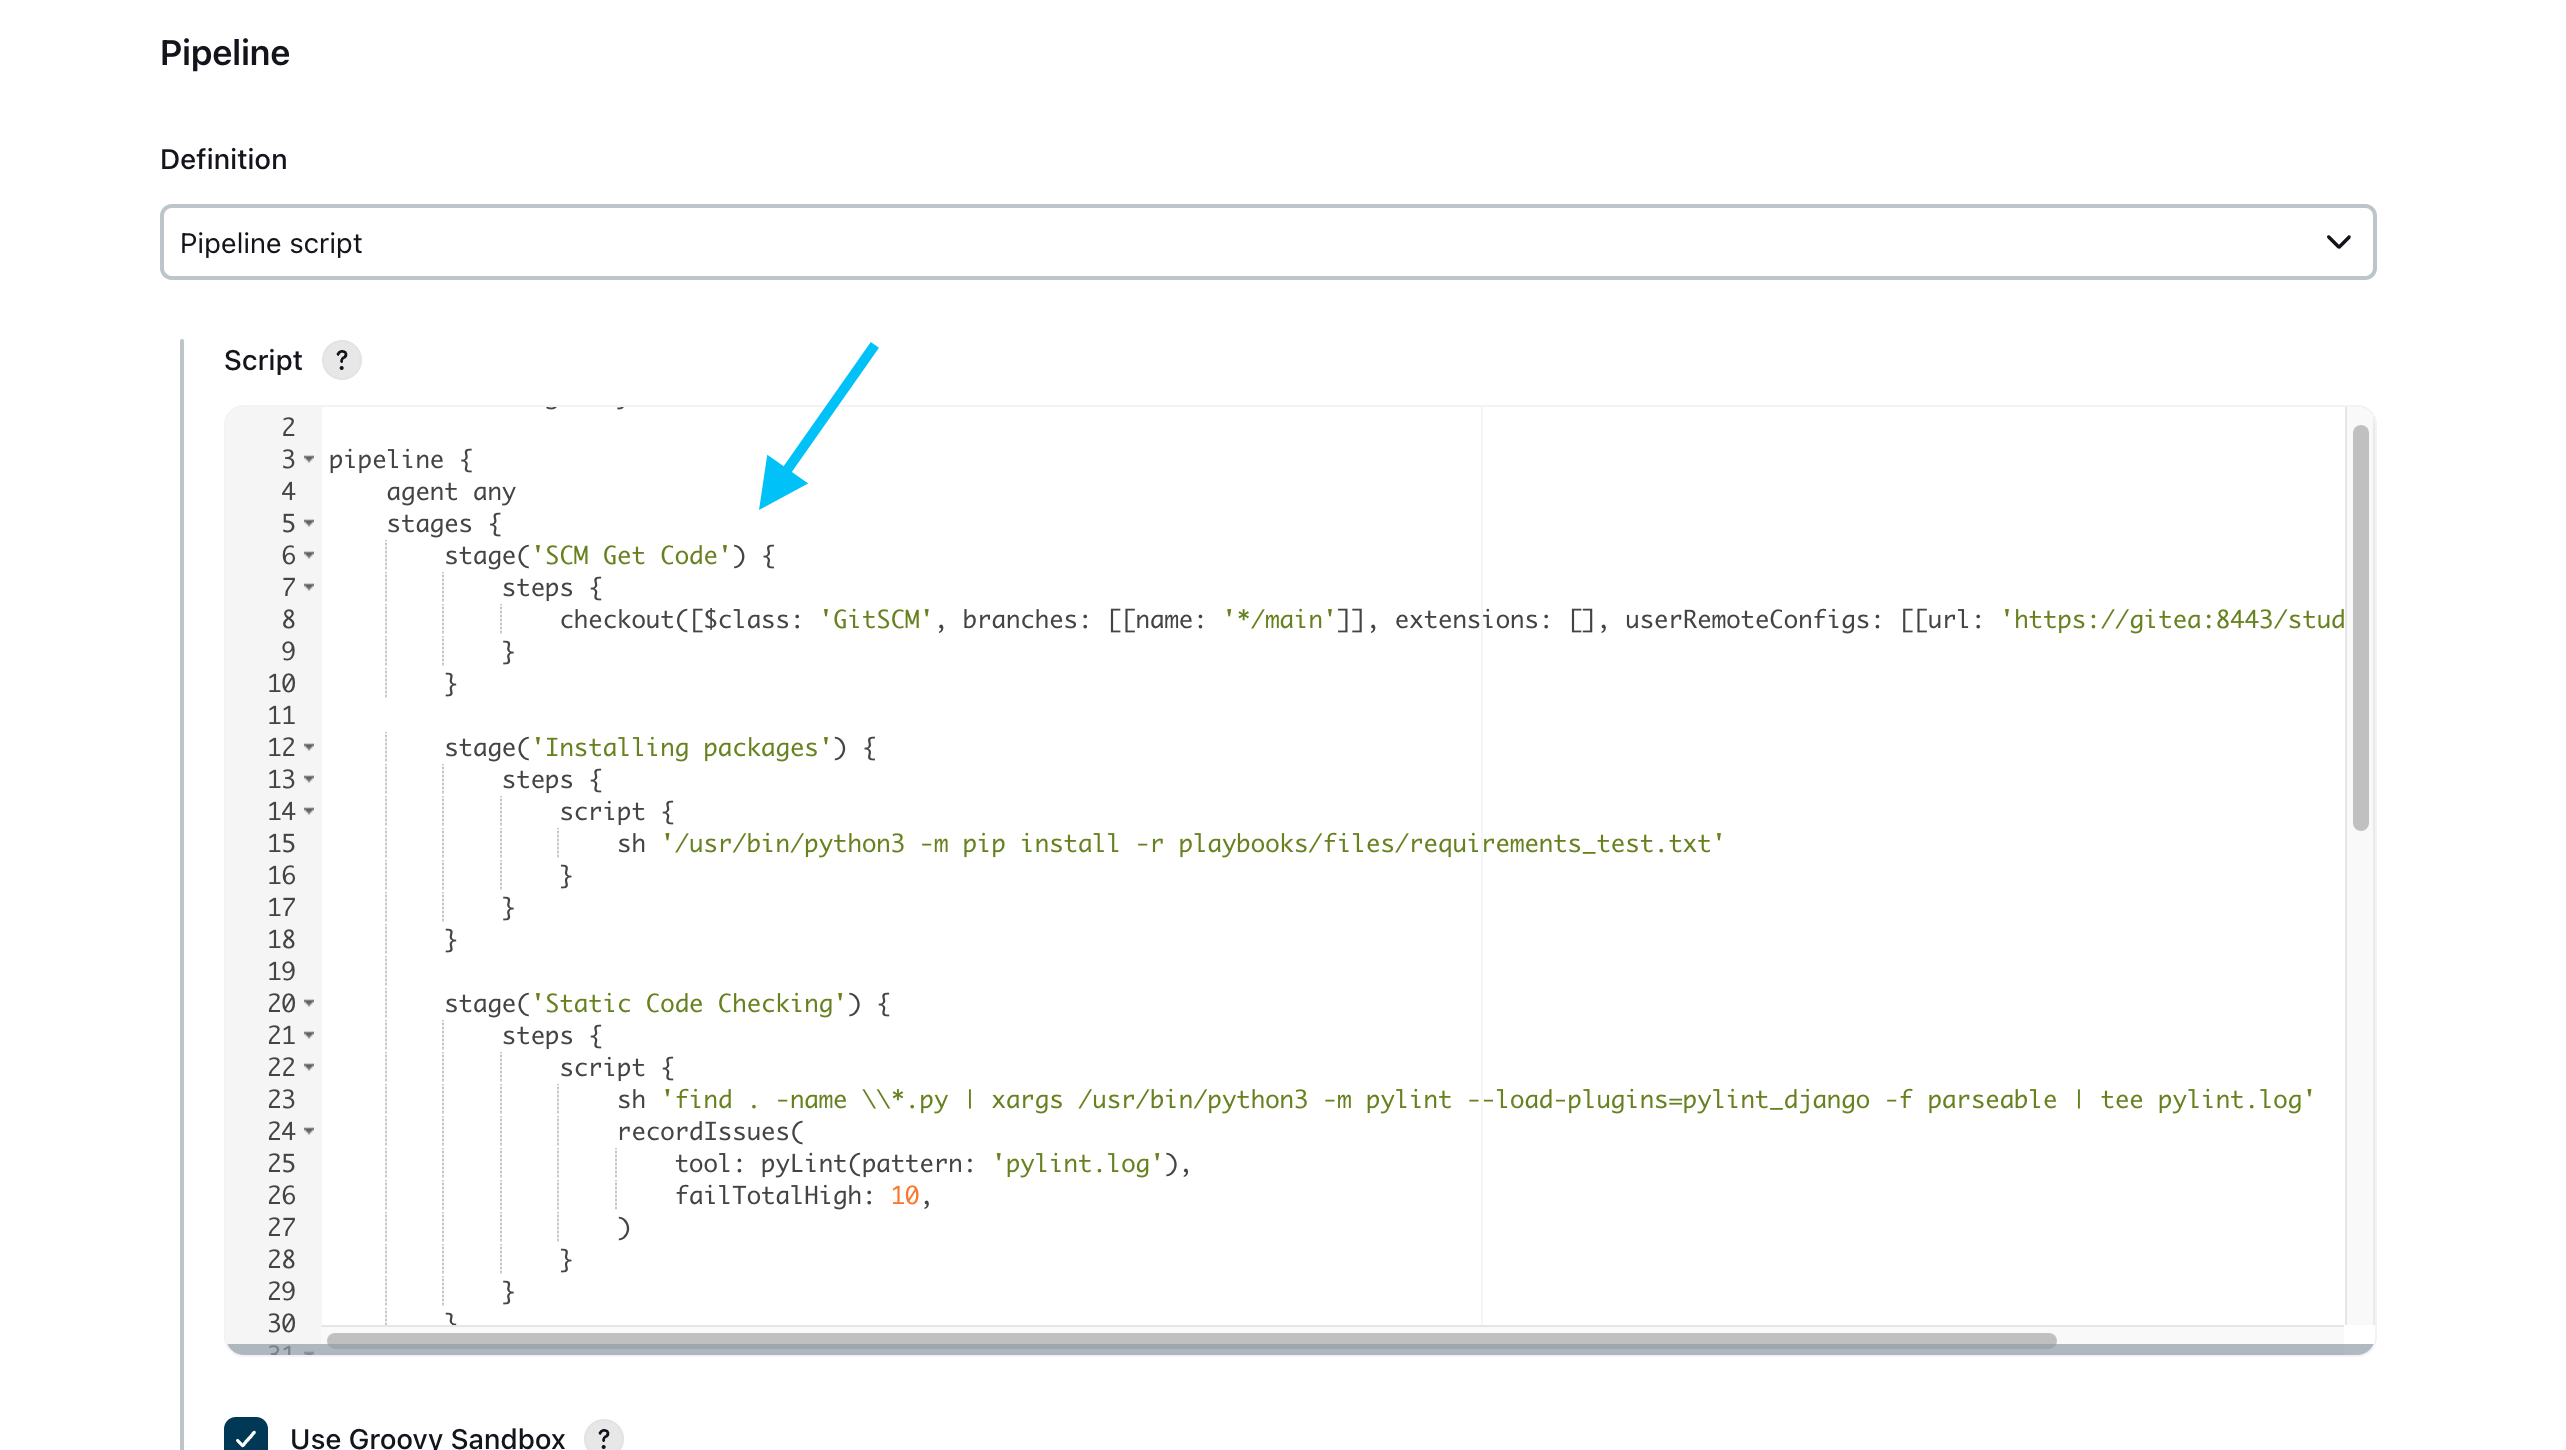 Pipeline
Definition
Pipeline script
Script ?
2
3 pipeline {
4 agent any
5 stages {
6 stage('SCM Get Code') {
7 steps {
8 checkout([$class: 'GitSCM', branches: [[name: '*/main']], extensions: [], userRemoteConfigs: [[url: 'https://gitea:8443/stud
9 }
10 }
11
12 stage('Installing packages') {
13 steps {
14 script {
15 sh '/usr/bin/python3 -m pip install -r playbooks/files/requirements_test.txt'
16 }
17 }
18 }
19
20 stage('Static Code Checking') {
21 steps {
22 script {
23 sh 'find . -name \\*.py | xargs /usr/bin/python3 -m pylint --load-plugins=pylint_django -f parseable | tee pylint.log'
24 recordIssues(
25 tool: pyLint(pattern: 'pylint.log'),
26 failTotalHigh: 10,
27 )
28 }
29 }
30 }
31
Use Groovy Sandbox ?